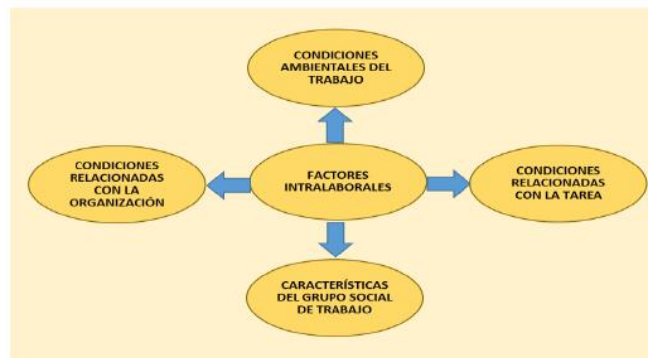 CONDICIONES
AMBIENTALES DEL
TRABAJO
CONDICIONES
RELACIONADAS
CON LA
ORGANIZACIÓN
FACTORES
INTRALABORALES
CONDICIONES
RELACIONADAS
CON LA TAREA
CARACTERÍSTICAS
DEL GRUPO SOCIAL
DE TRABAJO